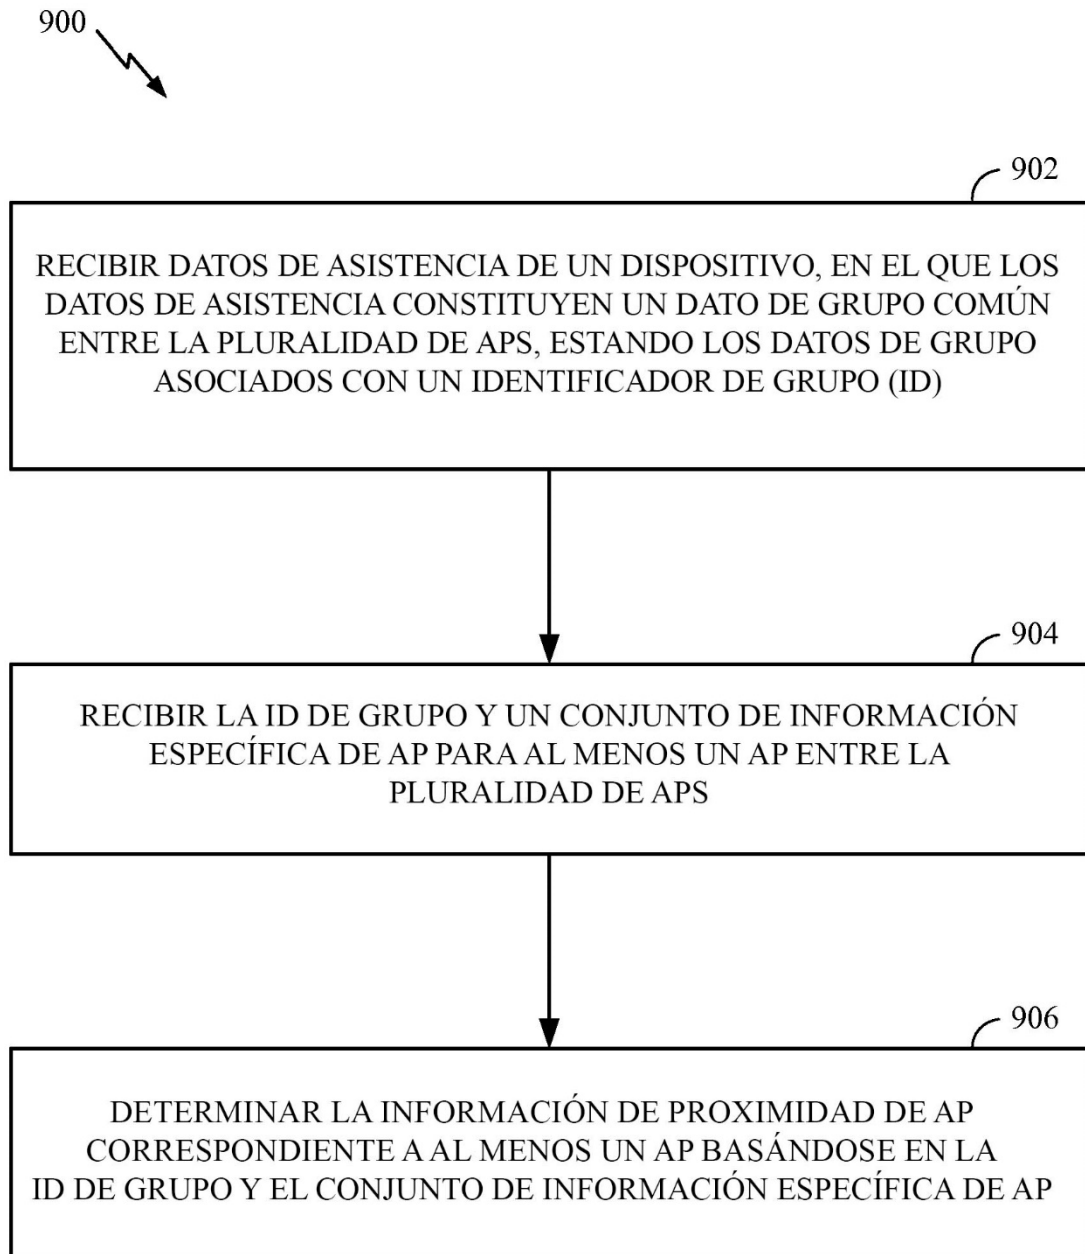 900
902
RECIBIR DATOS DE ASISTENCIA DE UN DISPOSITIVO, EN EL QUE LOS
DATOS DE ASISTENCIA CONSTITUYEN UN DATO DE GRUPO COMÚN
ENTRE LA PLURALIDAD DE APS, ESTANDO LOS DATOS DE GRUPO
ASOCIADOS CON UN IDENTIFICADOR DE GRUPO (ID)
904
RECIBIR LA ID DE GRUPO Y UN CONJUNTO DE INFORMACIÓN
ESPECÍFICA DE AP PARA AL MENOS UN AP ENTRE LA
PLURALIDAD DE APS
906
DETERMINAR LA INFORMACIÓN DE PROXIMIDAD DE AP
CORRESPONDIENTE A AL MENOS UN AP BASÁNDOSE EN LA
ID DE GRUPO Y EL CONJUNTO DE INFORMACIÓN ESPECÍFICA DE AP